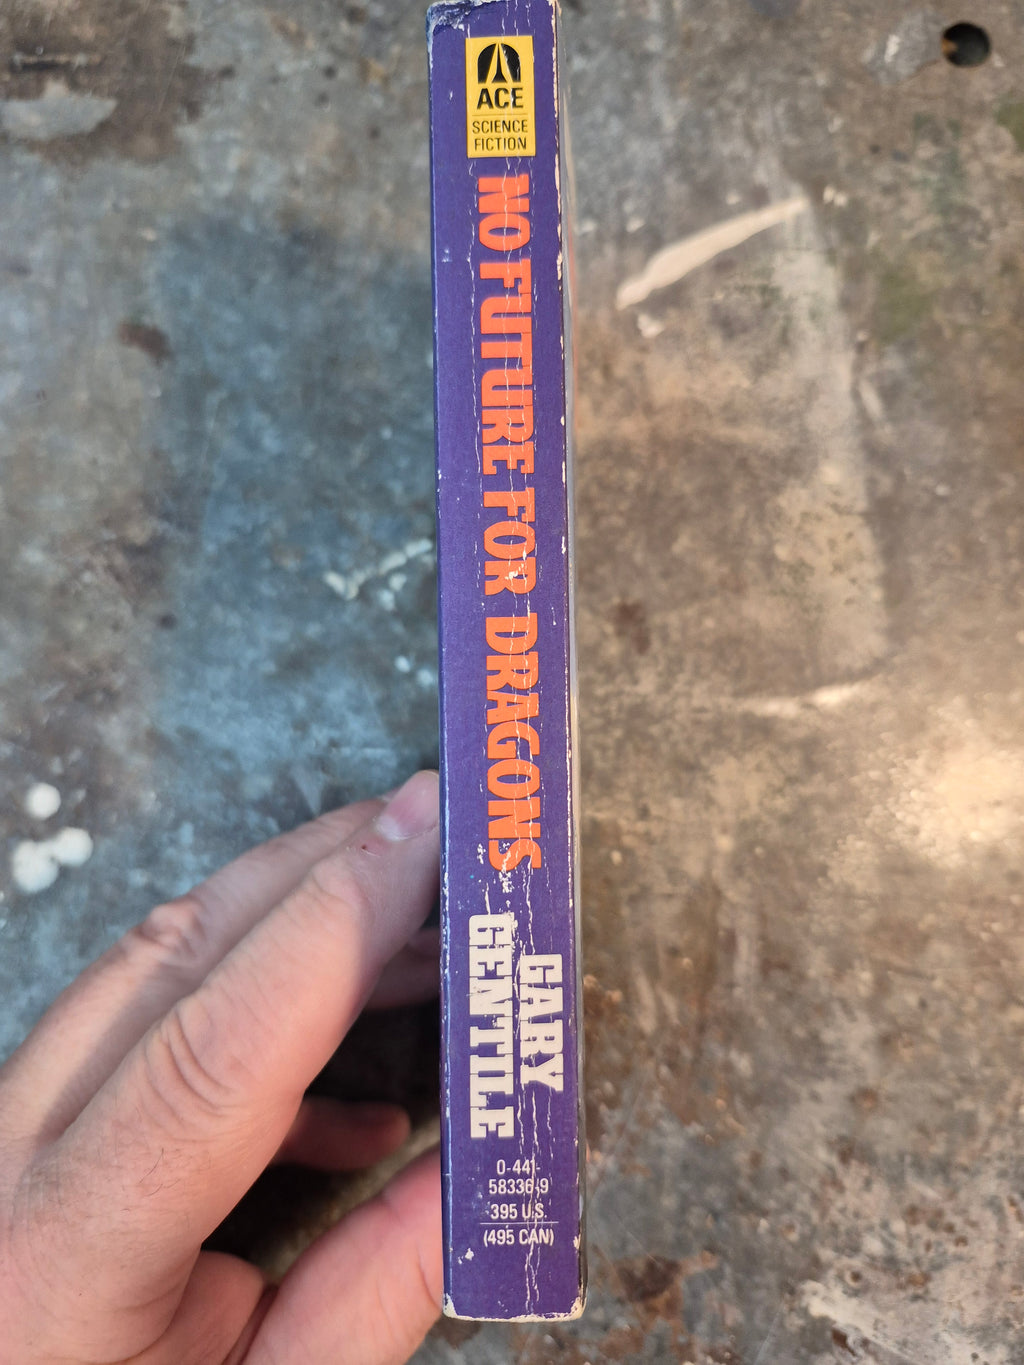 ACE
SCIENCE
FICTION
NO FUTURE FOR DRAGONS
GARY
GENTILE
0-441-
58336-9
395 U.S.
(495 CAN)